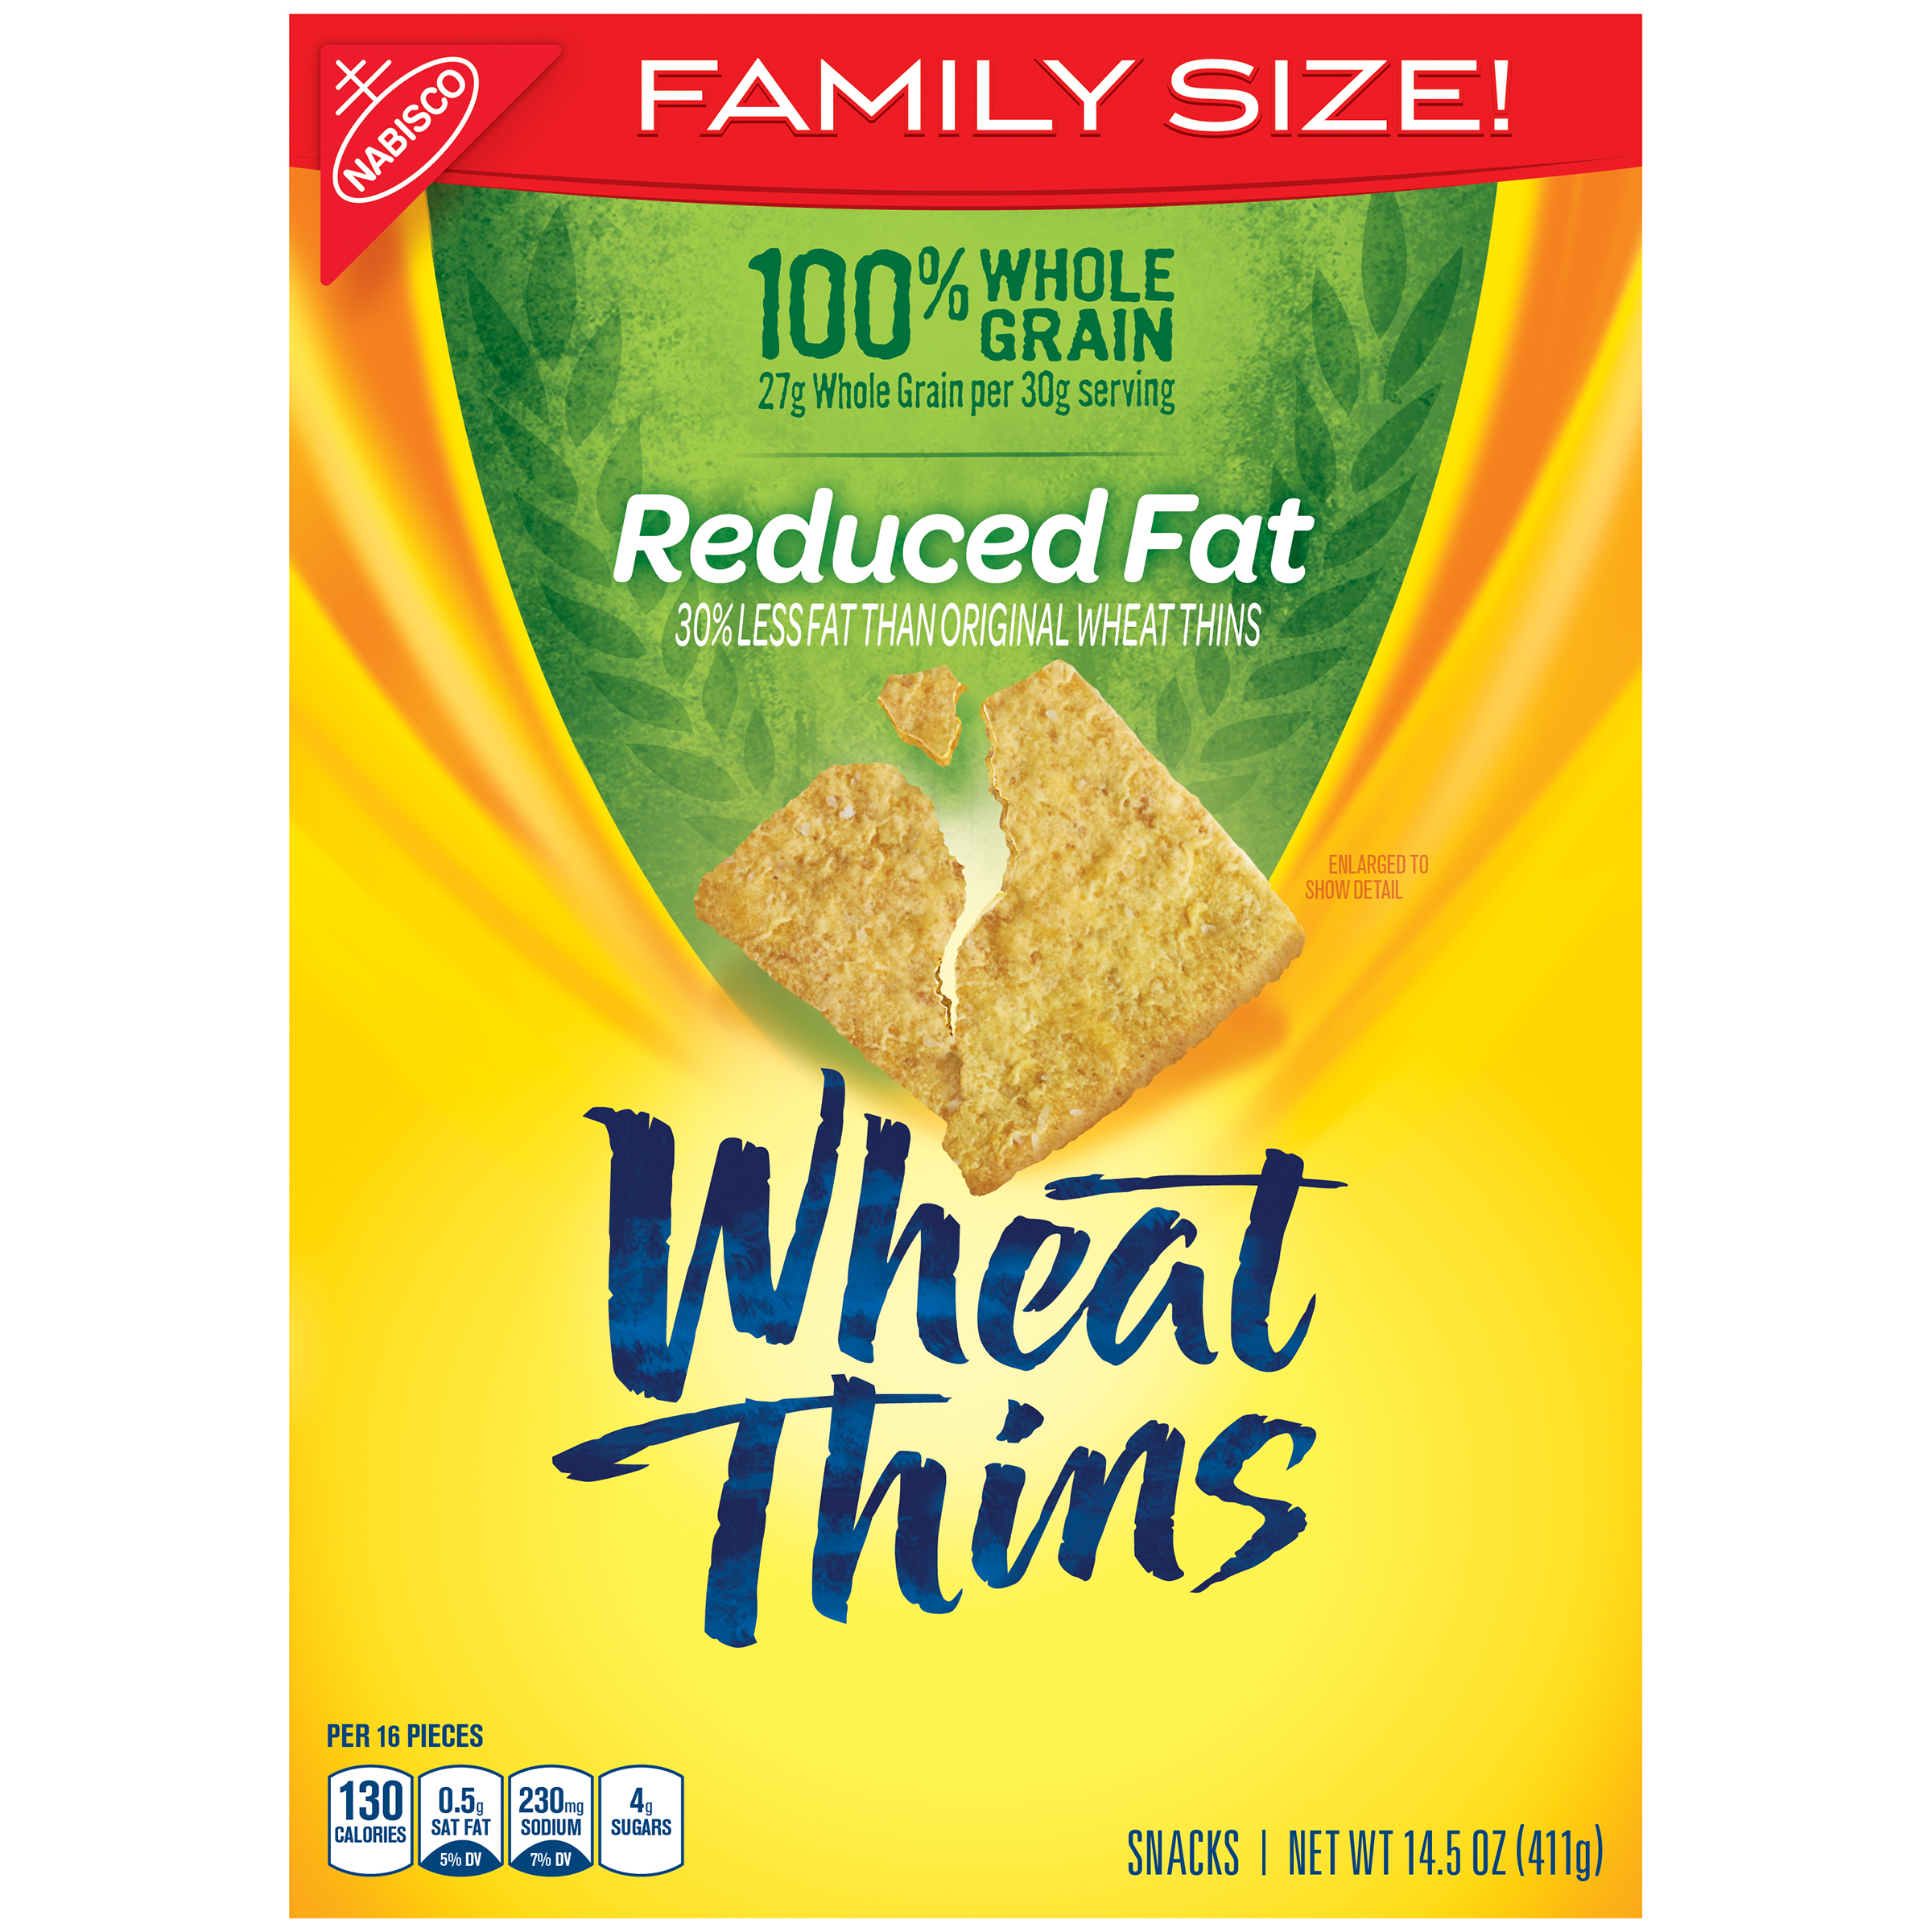 NABISCO
FAMILY SIZE!
100% WHOLE
GRAIN
27g Whole Grain per 30g serving
Reduced Fat
30% LESS FAT THAN ORIGINAL WHEAT THINS
ENLARGED TO
SHOW DETAIL
Wheat
Thins
PER 16 PIECES
130 CALORIES
0.5g SAT FAT 5% DV
230mg SODIUM 7% DV
4g SUGARS
SNACKS | NET WT 14.5 OZ (411g)